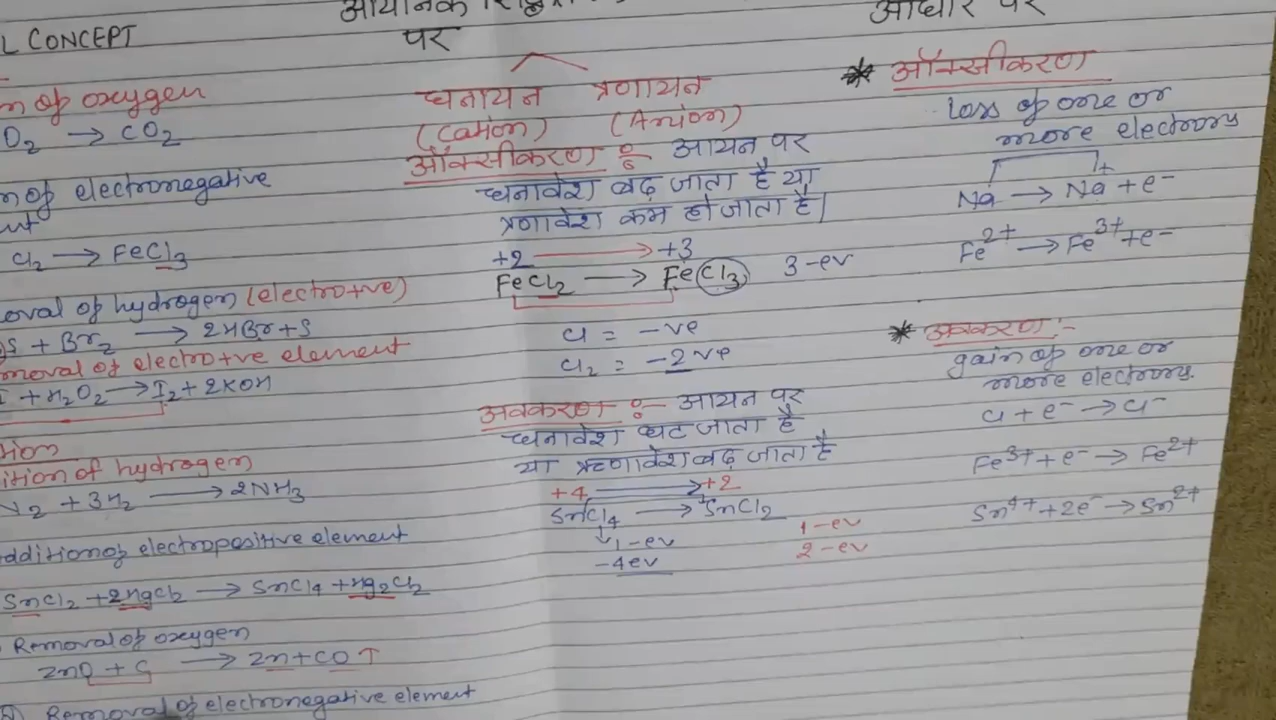 L CONCEPT
n of oxygen
O2 → CO2
n of electronegative
Cl2 → FeCl3
oval of hydrogen (electro+ve)
S + Br2 → 2HBr + S
moval of electro+ve element
I + H2O2 → I2 + 2KOH
tion
ition of hydrogen
N2 + 3H2 → 2NH3
addition of electropositive element
SnCl2 + 2HgCl2 → SnCl4 + Hg2Cl2
Removal of oxygen
ZnO + C → Zn + CO ↑
Removal of electronegative element
आयनिक
पर
धनायन ऋणायन
(Cation) (Anion)
ऑक्सीकरण : आयन पर
धनावेश बढ़ जाता है या
ऋणावेश कम हो जाता है।
+2 → +3
FeCl2 → FeCl3 3-ev
Cl = -ve
Cl2 = -2ve
अवकरण :- आयन पर
धनावेश घट जाता है
या ऋणावेश बढ़ जाता है
+4 → +2
SnCl4 → SnCl2
↓1-ev 1-ev
-4ev 2-ev
आधार पर
* ऑक्सीकरण
loss of one or
more electrons
Na → Na+ + e-
Fe2+ → Fe3+ + e-
* अवकरण :-
gain of one or
more electrons.
Cl + e- → Cl-
Fe3+ + e- → Fe2+
Sn4+ + 2e- → Sn2+